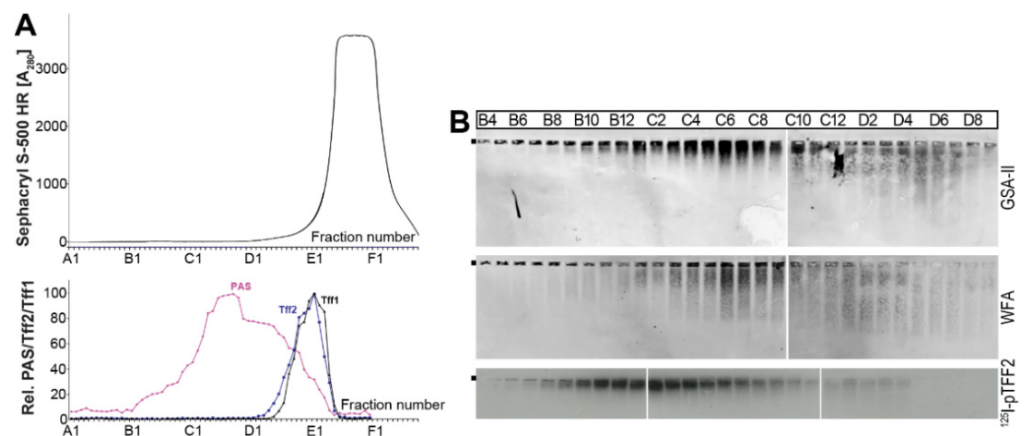 A
Sephacryl S-500 HR [A280]
3000
2000
1000
0
Fraction number
A1 B1 C1 D1 E1 F1
Rel. PAS/Tff2/Tff1
100
80
60
40
20
0
PAS
Tff2
Tff1
Fraction number
A1 B1 C1 D1 E1 F1
B
B4 B6 B8 B10 B12 C2 C4 C6 C8 C10 C12 D2 D4 D6 D8
GSA-II
WFA
125I-pTFF2